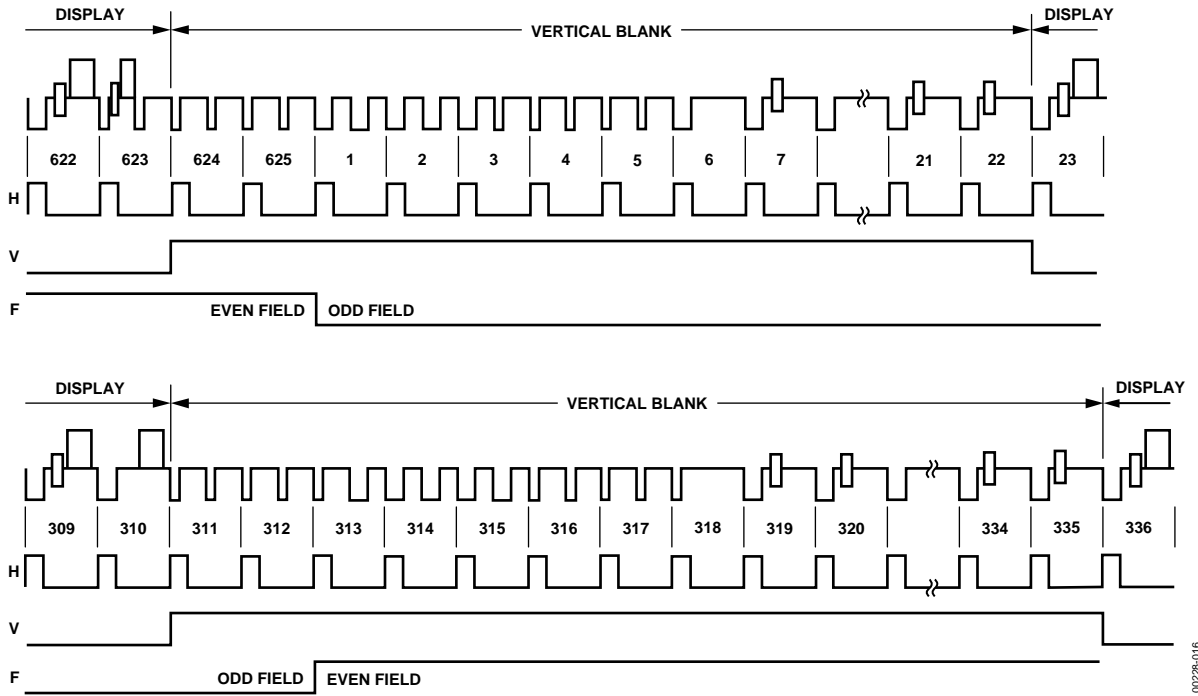 DISPLAY VERTICAL BLANK DISPLAY
622 623 624 625 1 2 3 4 5 6 7 21 22 23
H
V
F EVEN FIELD ODD FIELD
DISPLAY VERTICAL BLANK DISPLAY
309 310 311 312 313 314 315 316 317 318 319 320 334 335 336
H
V
F ODD FIELD EVEN FIELD
00228-016